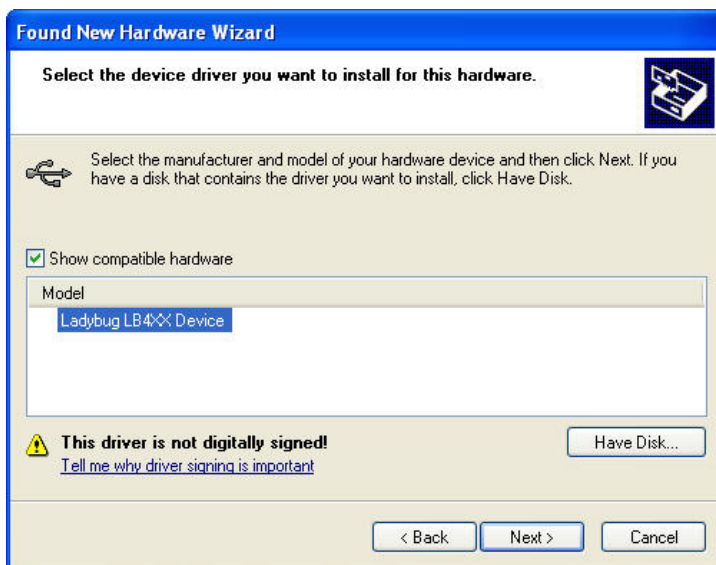 Found New Hardware Wizard
Select the device driver you want to install for this hardware.
Select the manufacturer and model of your hardware device and then click Next. If you
have a disk that contains the driver you want to install, click Have Disk.
Show compatible hardware
Model
Ladybug LB4XX Device
This driver is not digitally signed!
Have Disk...
Tell me why driver signing is important
< Back
Next >
Cancel